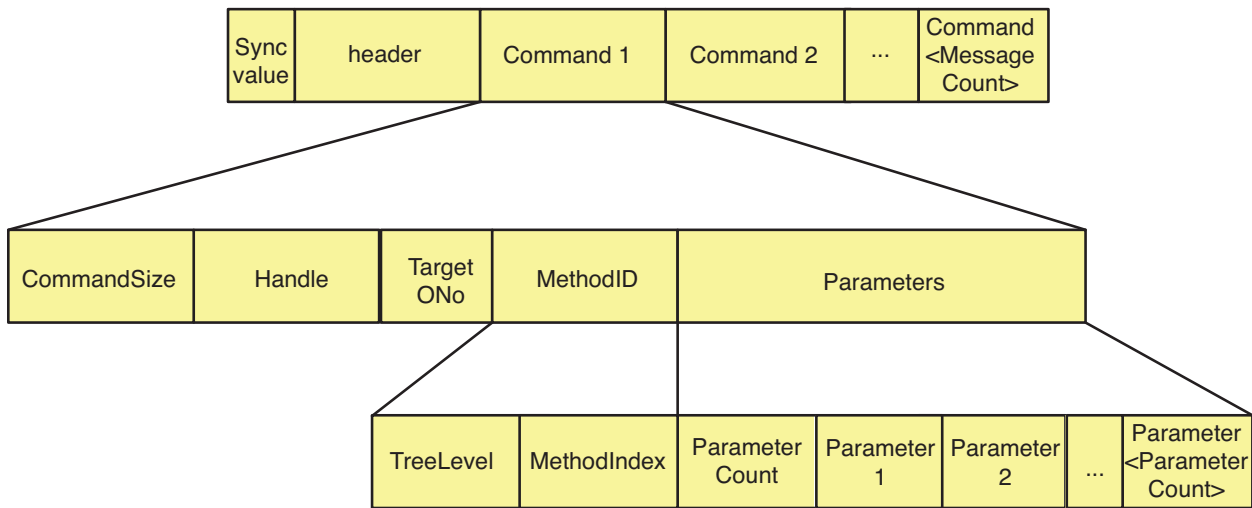 Sync
value
header
Command 1
Command 2
...
Command
<Message
Count>
CommandSize
Handle
Target
ONo
MethodID
Parameters
TreeLevel
MethodIndex
Parameter
Count
Parameter
1
Parameter
2
...
Parameter
<Parameter
Count>